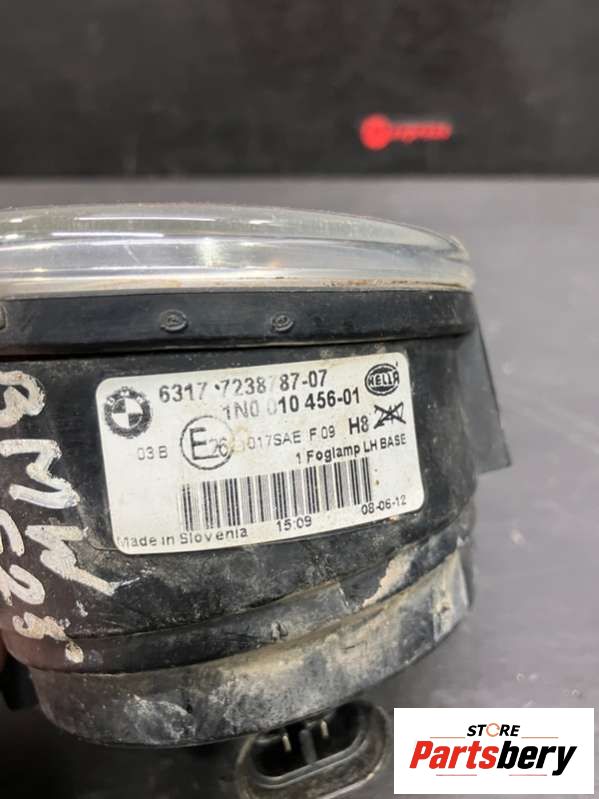 6317 7238787-07
HELLA
1N0 010 456-01
03 B E26 017SAE F 09 H8
1 Foglamp LH BASE
15:09 08-06-12
Made in Slovenia
BMW
STORE
Partsbery